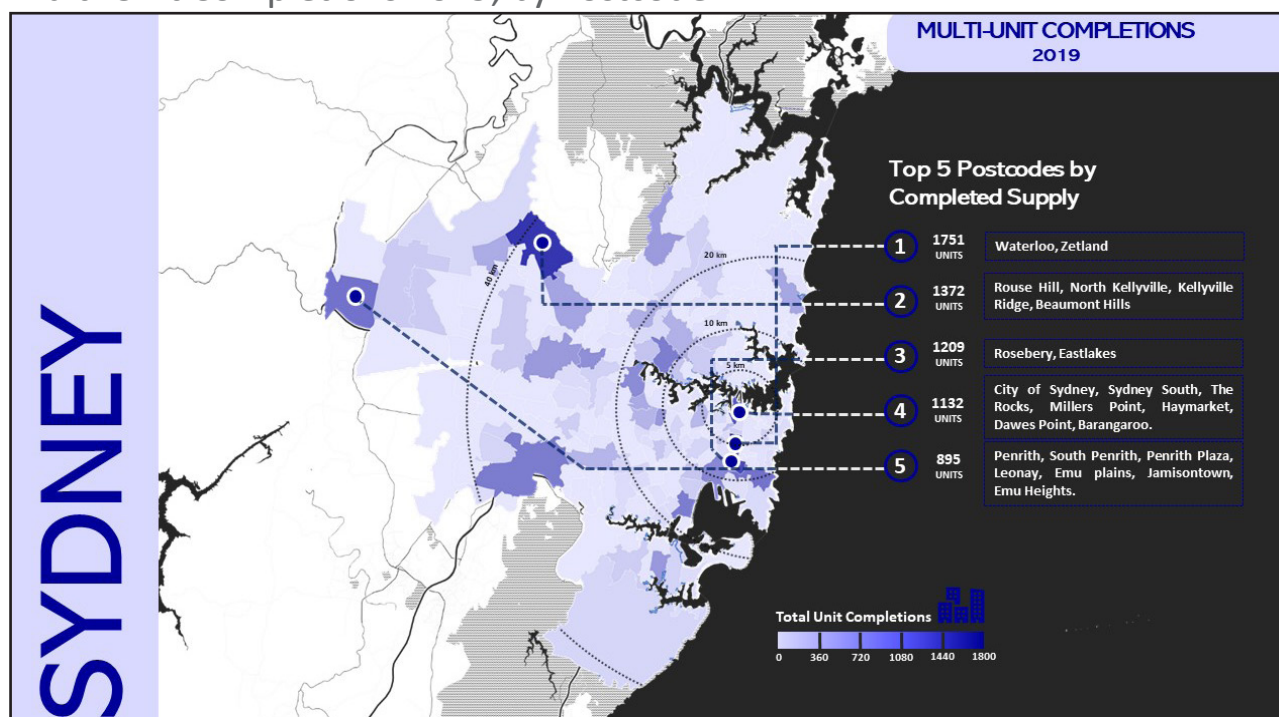 MULTI-UNIT COMPLETIONS
2019
SYDNEY
Top 5 Postcodes by
Completed Supply
1 1751 UNITS Waterloo, Zetland
2 1372 UNITS Rouse Hill, North Kellyville, Kellyville
Ridge, Beaumont Hills
3 1209 UNITS Rosebery, Eastlakes
4 1132 UNITS City of Sydney, Sydney South, The
Rocks, Millers Point, Haymarket,
Dawes Point, Barangaroo.
5 895 UNITS Penrith, South Penrith, Penrith Plaza,
Leonay, Emu plains, Jamisontown,
Emu Heights.
40 km
20 km
10 km
5 km
Total Unit Completions
0 360 720 1080 1440 1800